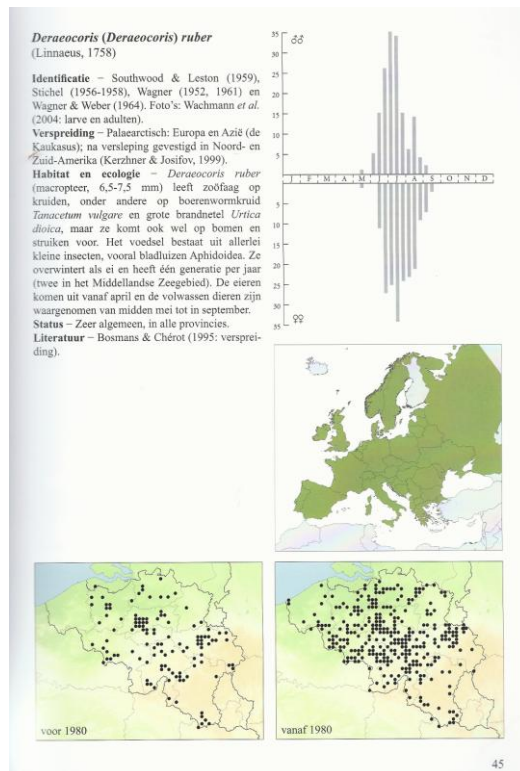 Deraeocoris (Deraeocoris) ruber
(Linnaeus, 1758)
Identificatie – Southwood & Leston (1959),
Stichel (1956-1958), Wagner (1952, 1961) en
Wagner & Weber (1964). Foto's: Wachmann et al.
(2004: larve en adulten).
Verspreiding – Palaearctisch: Europa en Azië (de
Kaukasus); na versleping gevestigd in Noord- en
Zuid-Amerika (Kerzhner & Josifov, 1999).
Habitat en ecologie – Deraeocoris ruber
(macropteer, 6,5-7,5 mm) leeft zoöfaag op
kruiden, onder andere op boerenwormkruid
Tanacetum vulgare en grote brandnetel Urtica
dioica, maar ze komt ook wel op bomen en
struiken voor. Het voedsel bestaat uit allerlei
kleine insecten, vooral bladluizen Aphidoidea. Ze
overwintert als ei en heeft één generatie per jaar
(twee in het Middellandse Zeegebied). De eieren
komen uit vanaf april en de volwassen dieren zijn
waargenomen van midden mei tot in september.
Status – Zeer algemeen, in alle provincies.
Literatuur – Bosmans & Chérot (1995: versprei-
ding).
35
♂♂
30
25
20
15
10
5
J F M A M J J A S O N D
5
10
15
20
25
30
♀♀
35
voor 1980
vanaf 1980
45